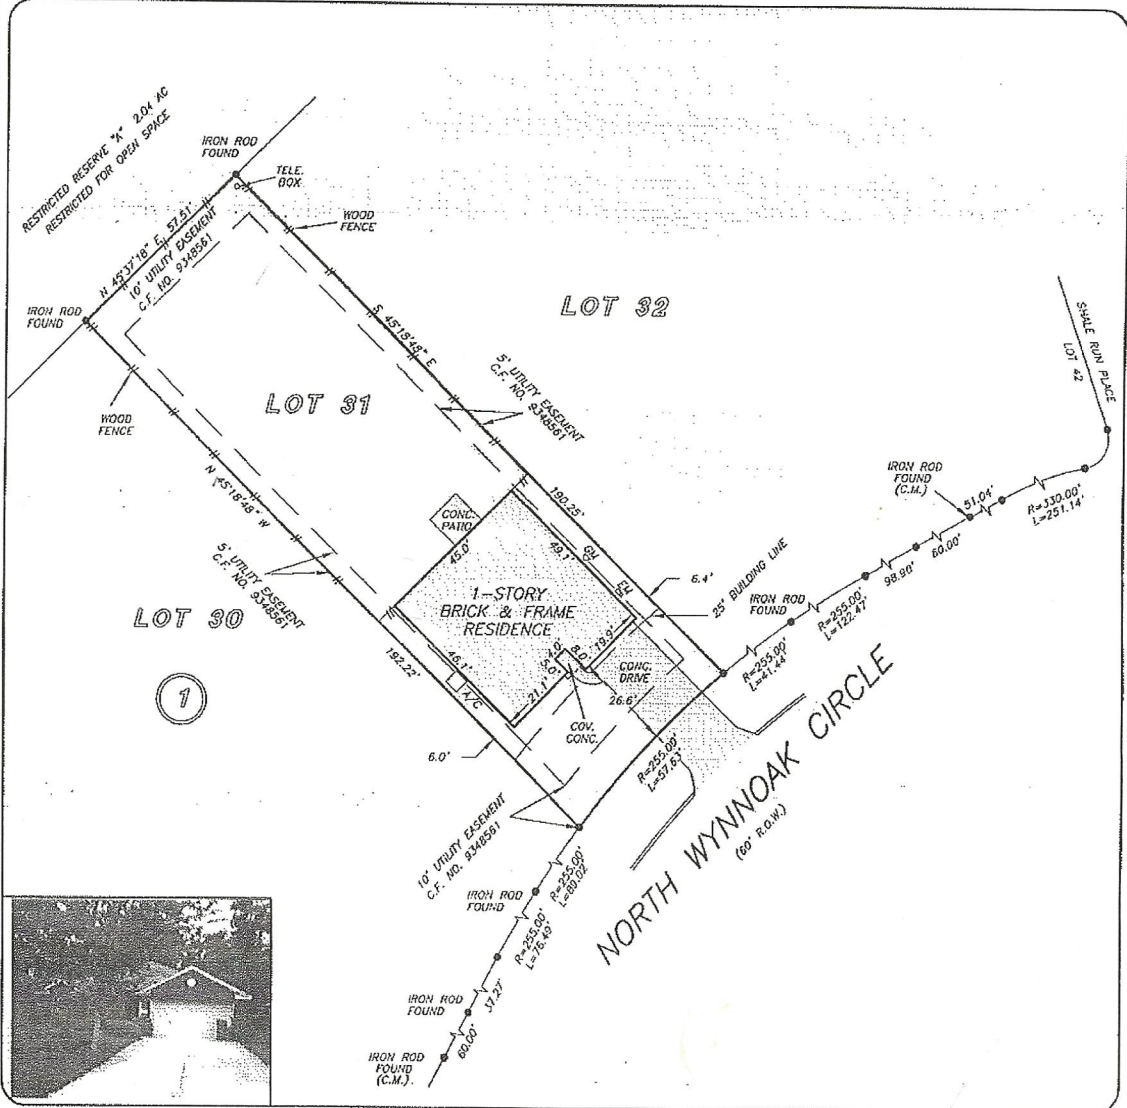 RESTRICTED RESERVE "A" 2.04 AC
RESTRICTED FOR OPEN SPACE
IRON ROD
FOUND
TELE.
BOX
WOOD
FENCE
N 45°37'18" E 57.51'
10' UTILITY EASEMENT
C.F. NO. 9348561
IRON ROD
FOUND
WOOD
FENCE
LOT 32
S 45°18'48" E
5' UTILITY EASEMENT
C.F. NO. 9348561
LOT 31
SHALE RUN PLACE
LOT 42
N 45°18'48" W
190.25'
IRON ROD
FOUND
(C.M.)
51.04'
R=330.00'
L=251.14'
60.00'
98.90'
R=255.00'
L=122.47'
CONC.
PATIO
45.0'
49.1'
GM
EM
6.4'
25' BUILDING LINE
IRON ROD
FOUND
R=255.00'
L=41.44'
5' UTILITY EASEMENT
C.F. NO. 9348561
LOT 30
1
1-STORY
BRICK & FRAME
RESIDENCE
192.22'
46.1'
A/C
4.0'
5.0'
8.0'
19.9'
21.1'
CONC.
DRIVE
26.6'
COV.
CONC.
6.0'
R=255.00'
L=57.63'
NORTH WYNNOAK CIRCLE
(60' R.O.W.)
10' UTILITY EASEMENT
C.F. NO. 9348561
R=255.00'
L=80.02'
IRON ROD
FOUND
R=255.00'
L=76.49'
37.27'
IRON ROD
FOUND
60.00'
IRON ROD
FOUND
(C.M.)